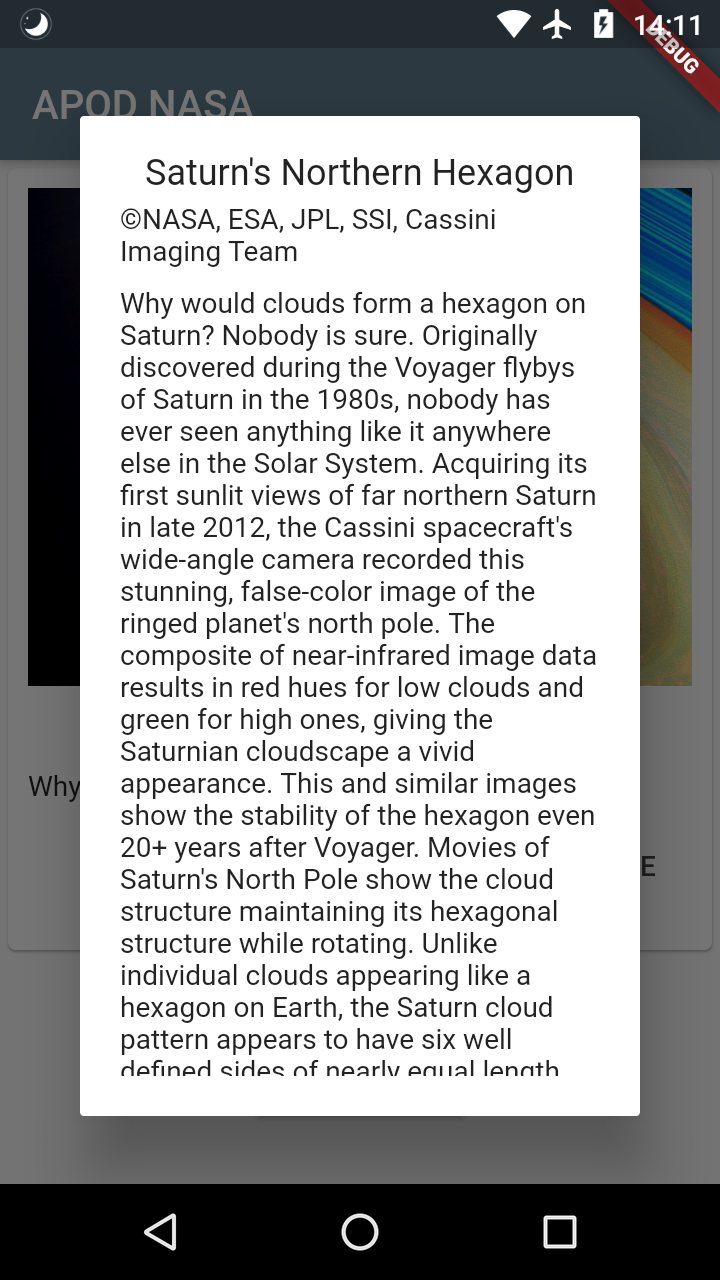 14:11
DEBUG
APOD NASA
Saturn's Northern Hexagon
©NASA, ESA, JPL, SSI, Cassini
Imaging Team
Why would clouds form a hexagon on
Saturn? Nobody is sure. Originally
discovered during the Voyager flybys
of Saturn in the 1980s, nobody has
ever seen anything like it anywhere
else in the Solar System. Acquiring its
first sunlit views of far northern Saturn
in late 2012, the Cassini spacecraft's
wide-angle camera recorded this
stunning, false-color image of the
ringed planet's north pole. The
composite of near-infrared image data
results in red hues for low clouds and
green for high ones, giving the
Saturnian cloudscape a vivid
appearance. This and similar images
show the stability of the hexagon even
20+ years after Voyager. Movies of
Saturn's North Pole show the cloud
structure maintaining its hexagonal
structure while rotating. Unlike
individual clouds appearing like a
hexagon on Earth, the Saturn cloud
pattern appears to have six well
defined sides of nearly equal length.
Why
E